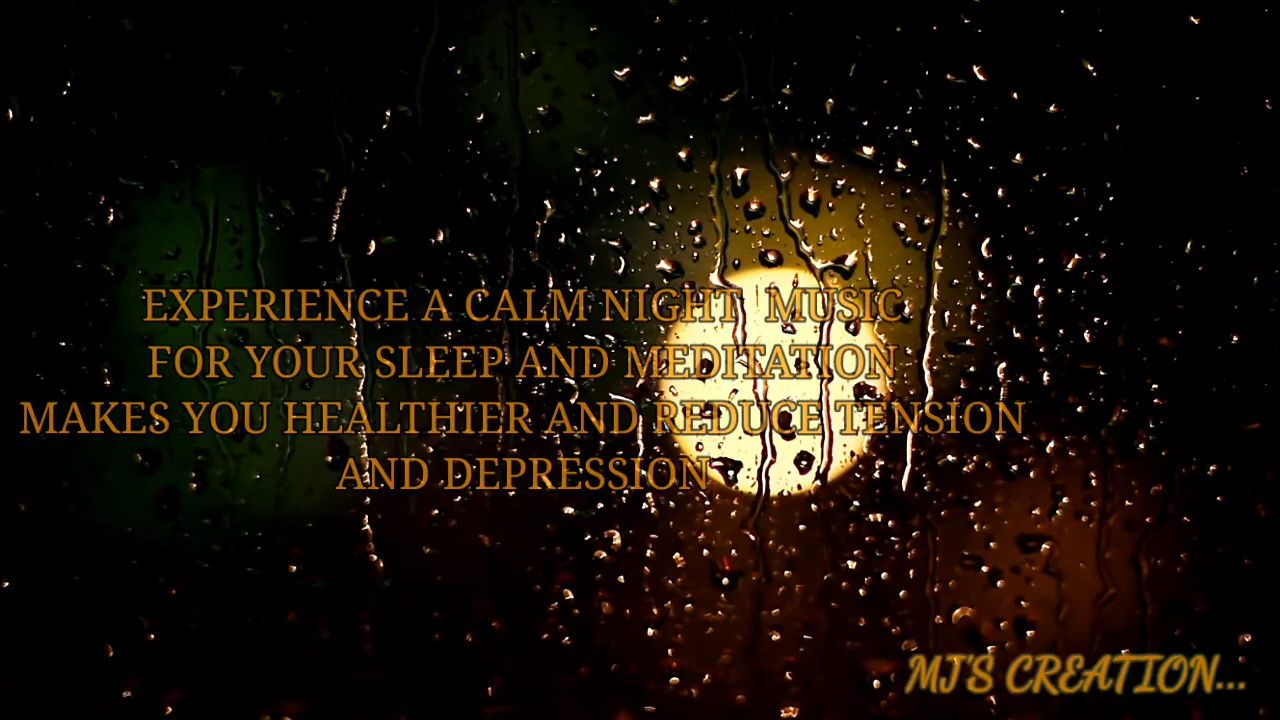 EXPERIENCE A CALM NIGHT MUSIC
FOR YOUR SLEEP AND MEDITATION
MAKES YOU HEALTHIER AND REDUCE TENSION
AND DEPRESSION
MJ'S CREATION...